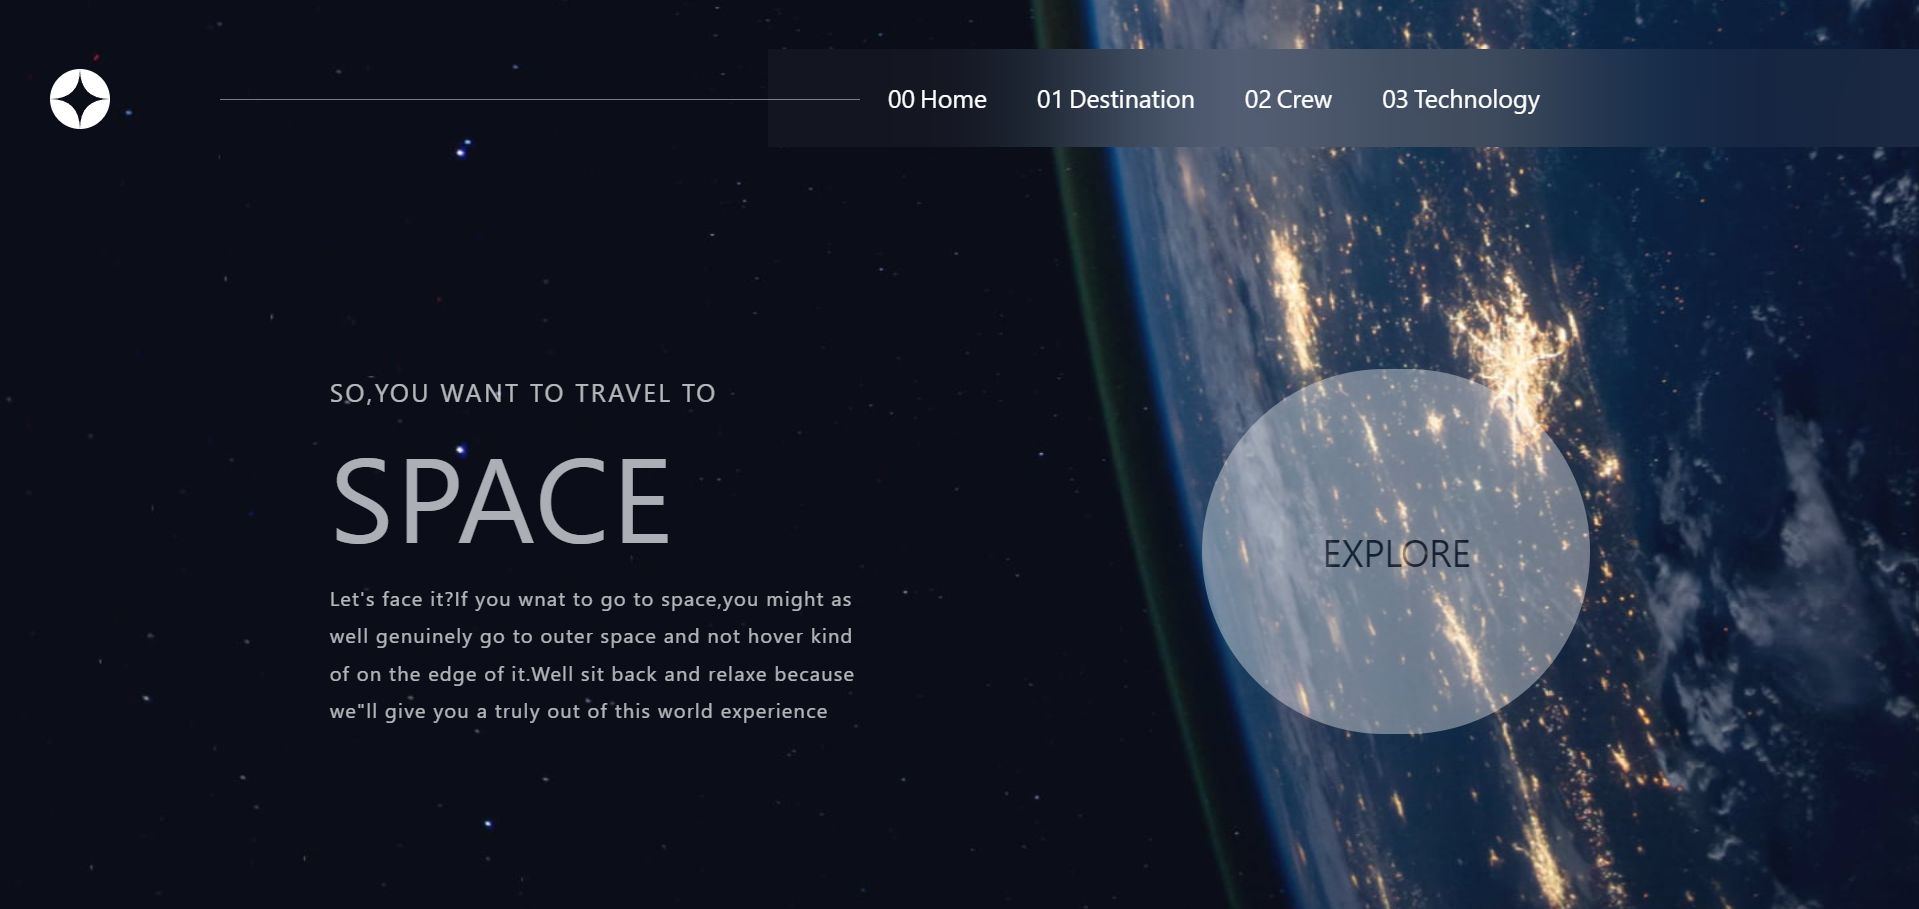 00 Home 01 Destination 02 Crew 03 Technology
SO,YOU WANT TO TRAVEL TO
SPACE
Let's face it?If you wnat to go to space,you might as
well genuinely go to outer space and not hover kind
of on the edge of it.Well sit back and relaxe because
we"ll give you a truly out of this world experience
EXPLORE